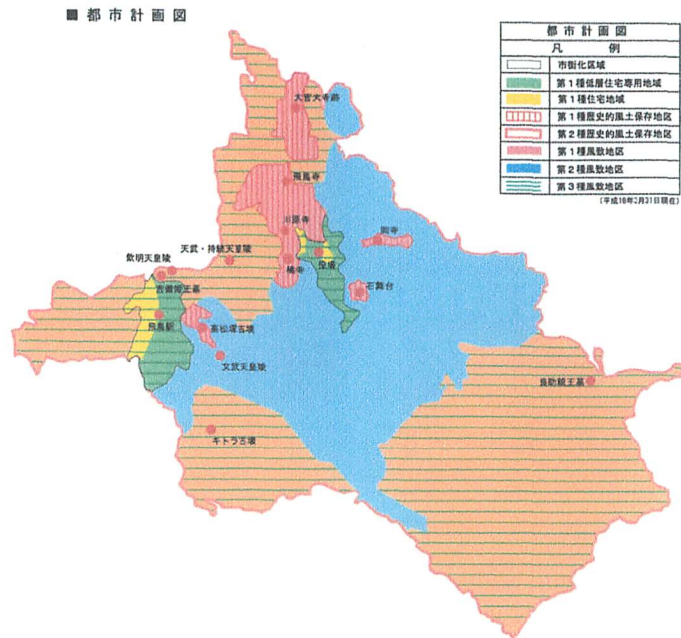 ■ 都市計画図
都市計画図
凡 例
市街化区域
第1種低層住宅専用地域
第1種住宅地域
第1種歴史的風土保存地区
第2種歴史的風土保存地区
第1種風致地区
第2種風致地区
第3種風致地区
(平成16年3月31日現在)
大官大寺跡
飛鳥寺
川原寺
岡寺
天武・持統天皇陵
欽明天皇陵
橘寺
役場
吉備姫王墓
石舞台
飛鳥駅
高松塚古墳
文武天皇陵
良助親王墓
キトラ古墳